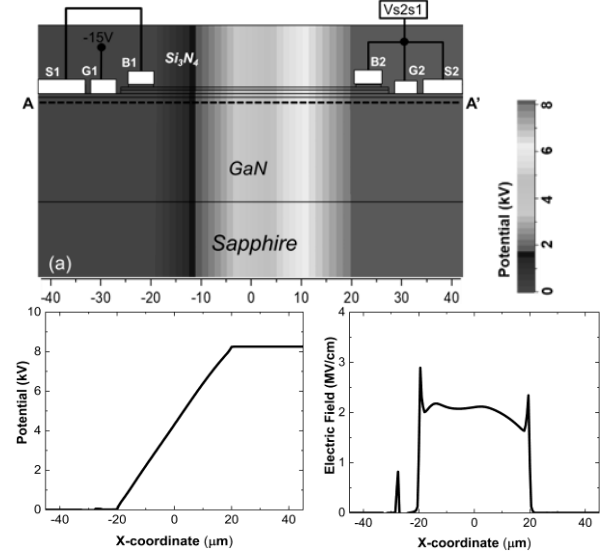 Vs2s1
-15V
S1 G1 B1 Si₃N₄ B2 G2 S2
A A'
GaN
Sapphire
(a)
-40 -30 -20 -10 0 10 20 30 40
Potential (kV)
0 2 4 6 8
Potential (kV)
10
8
6
4
2
0
-40 -20 0 20 40
X-coordinate (μm)
Electric Field (MV/cm)
4
3
2
1
0
-40 -20 0 20 40
X-coordinate (μm)